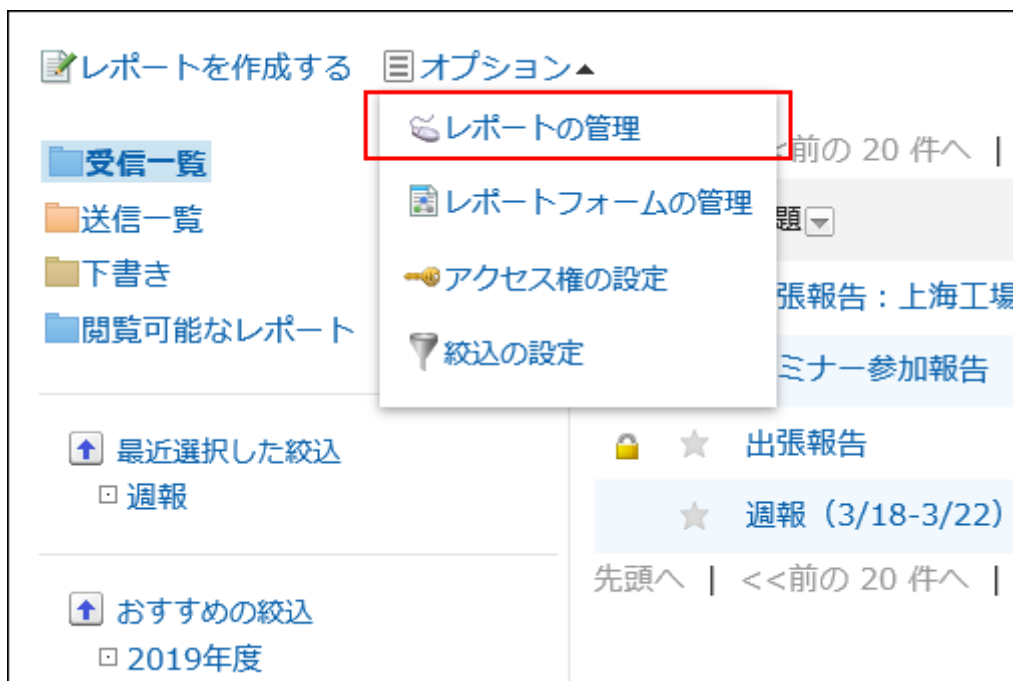 レポートを作成する オプション▲
レポートの管理
レポートフォームの管理
アクセス権の設定
絞込の設定
受信一覧
送信一覧
下書き
閲覧可能なレポート
最近選択した絞込
週報
おすすめの絞込
2019年度
<前の 20 件へ |
題
張報告：上海工場
ミナー参加報告
出張報告
週報（3/18-3/22）
先頭へ | <<前の 20 件へ |